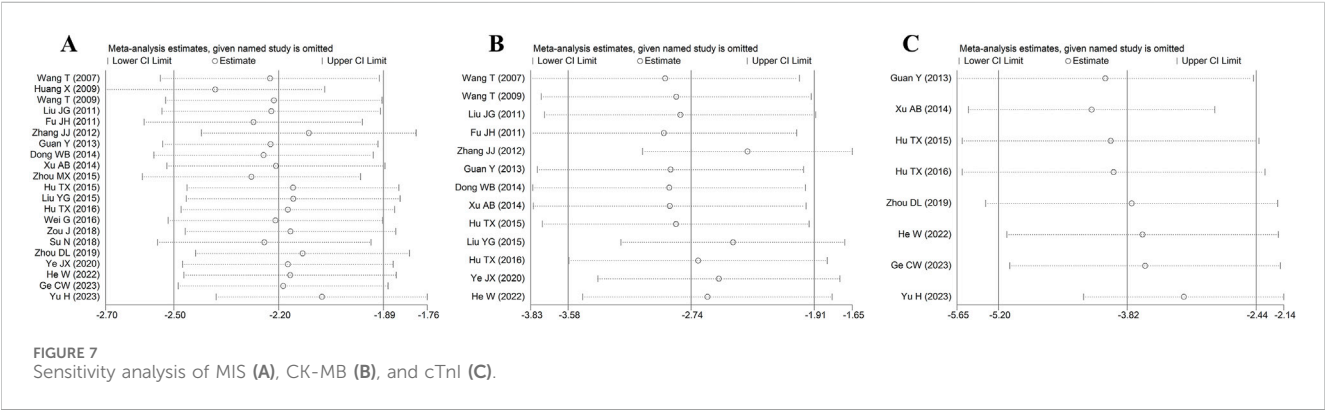 A
Meta-analysis estimates, given named study is omitted
| Lower CI Limit ○ Estimate | Upper CI Limit
Wang T (2007)
Huang X (2009)
Wang T (2009)
Liu JG (2011)
Fu JH (2011)
Zhang JJ (2012)
Guan Y (2013)
Dong WB (2014)
Xu AB (2014)
Zhou MX (2015)
Hu TX (2015)
Liu YG (2015)
Hu TX (2016)
Wei G (2016)
Zou J (2018)
Su N (2018)
Zhou DL (2019)
Ye JX (2020)
He W (2022)
Ge CW (2023)
Yu H (2023)
-2.70 -2.50 -2.20 -1.89 -1.76
B
Meta-analysis estimates, given named study is omitted
| Lower CI Limit ○ Estimate | Upper CI Limit
Wang T (2007)
Wang T (2009)
Liu JG (2011)
Fu JH (2011)
Zhang JJ (2012)
Guan Y (2013)
Dong WB (2014)
Xu AB (2014)
Hu TX (2015)
Liu YG (2015)
Hu TX (2016)
Ye JX (2020)
He W (2022)
-3.83 -3.58 -2.74 -1.91 -1.65
C
Meta-analysis estimates, given named study is omitted
| Lower CI Limit ○ Estimate | Upper CI Limit
Guan Y (2013)
Xu AB (2014)
Hu TX (2015)
Hu TX (2016)
Zhou DL (2019)
He W (2022)
Ge CW (2023)
Yu H (2023)
-5.65 -5.20 -3.82 -2.44 -2.14
FIGURE 7
Sensitivity analysis of MIS (A), CK-MB (B), and cTnI (C).